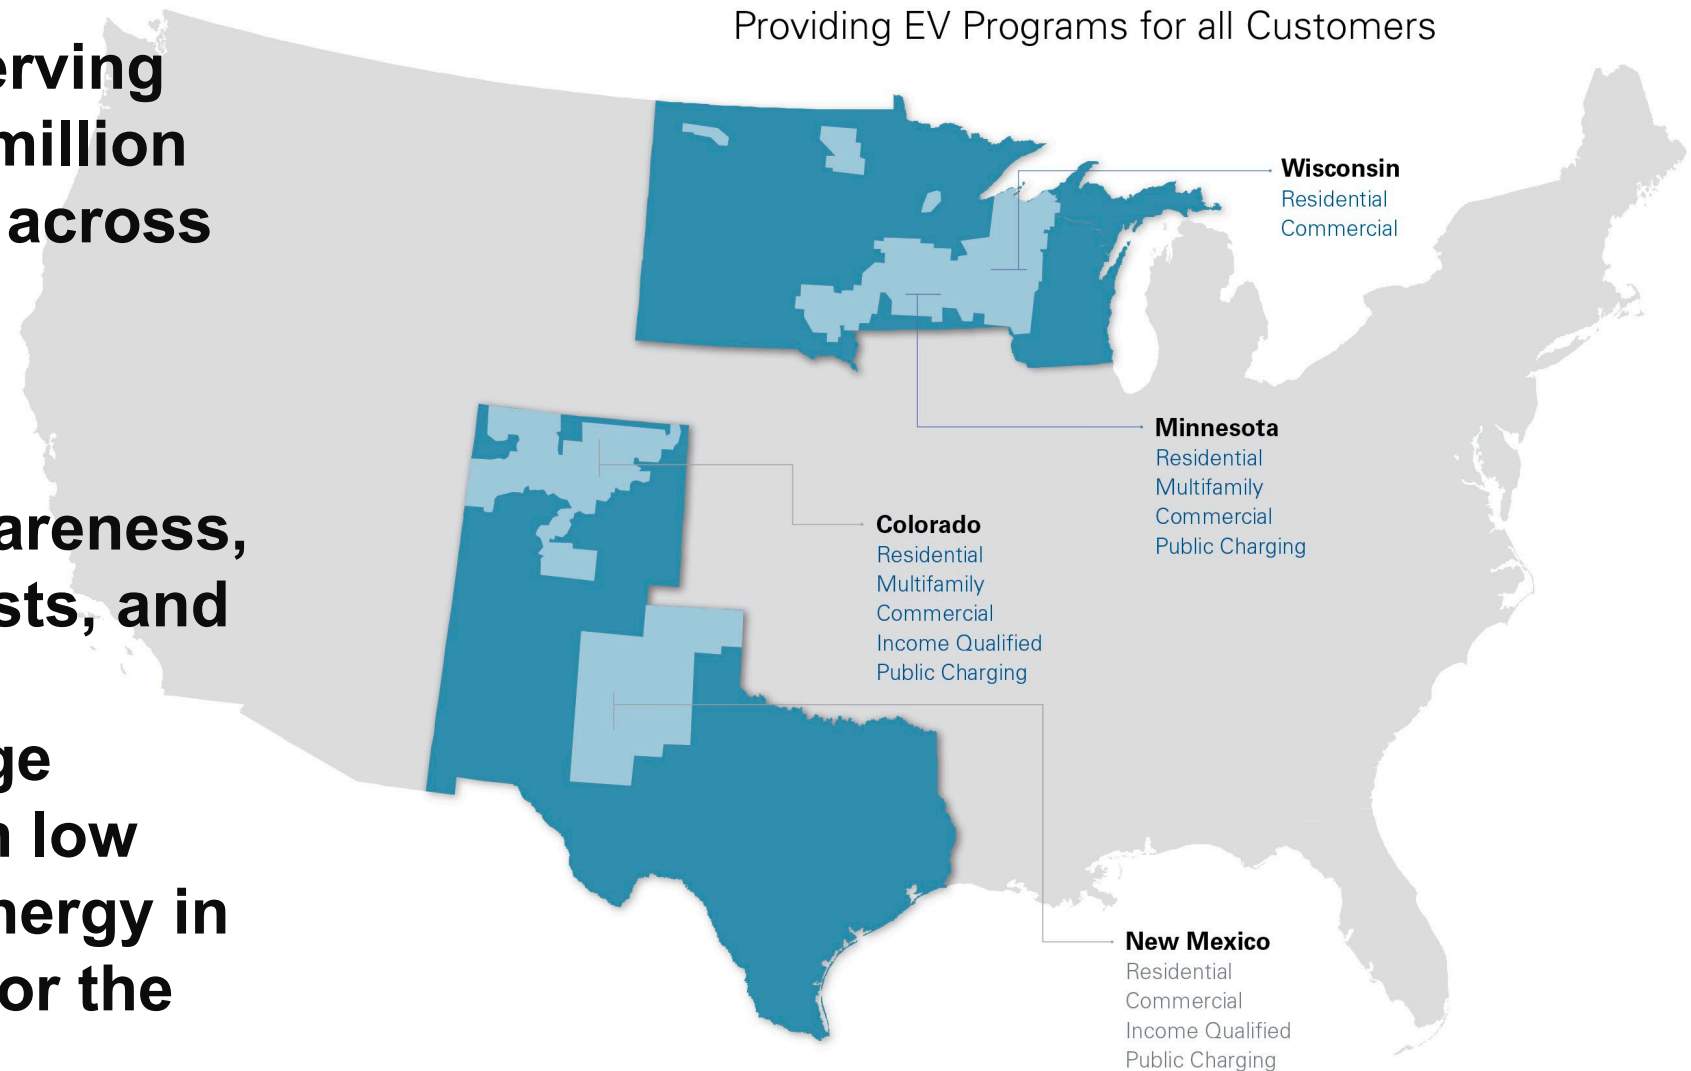 Providing EV Programs for all Customers
erving
million
across
areness,
sts, and
ge
n low
nergy in
or the
Wisconsin
Residential
Commercial
Minnesota
Residential
Multifamily
Commercial
Public Charging
Colorado
Residential
Multifamily
Commercial
Income Qualified
Public Charging
New Mexico
Residential
Commercial
Income Qualified
Public Charging